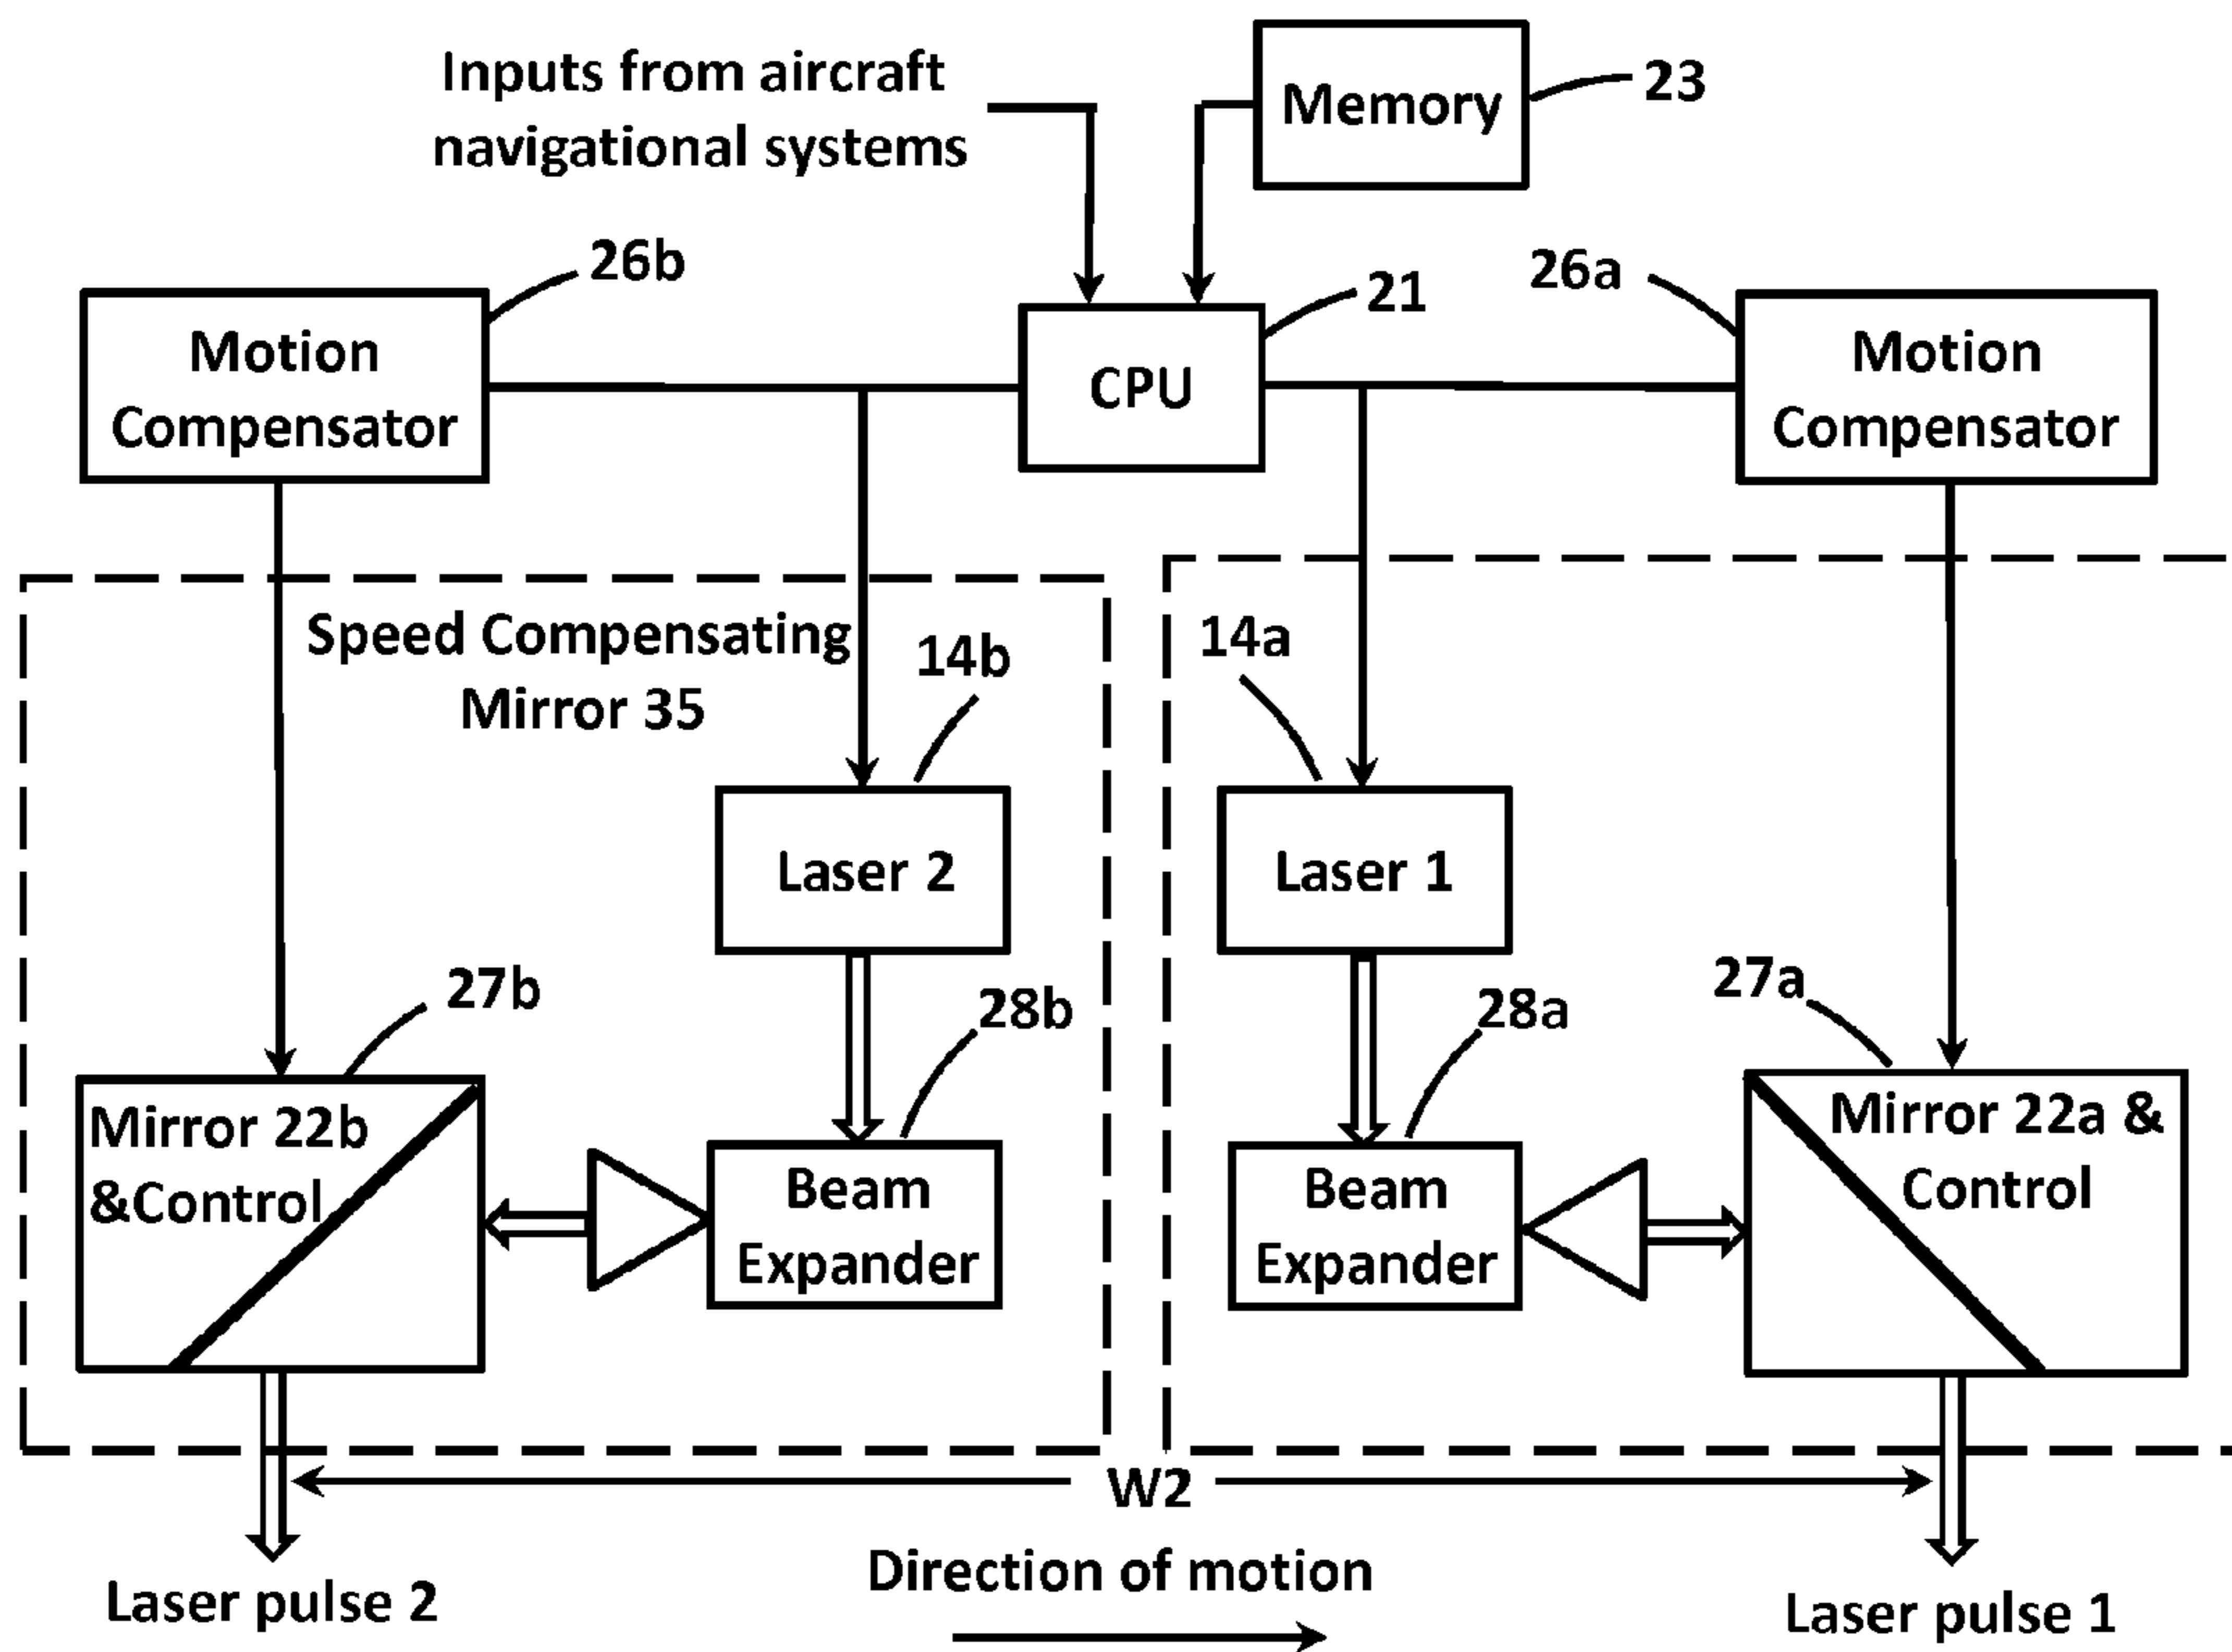 Inputs from aircraft
navigational systems
Memory
23
26b
21
26a
Motion
Compensator
CPU
Motion
Compensator
Speed Compensating
Mirror 35
14b
14a
Laser 2
Laser 1
27b
28b
28a
27a
Mirror 22b
&Control
Beam
Expander
Beam
Expander
Mirror 22a &
Control
W2
Direction of motion
Laser pulse 2
Laser pulse 1